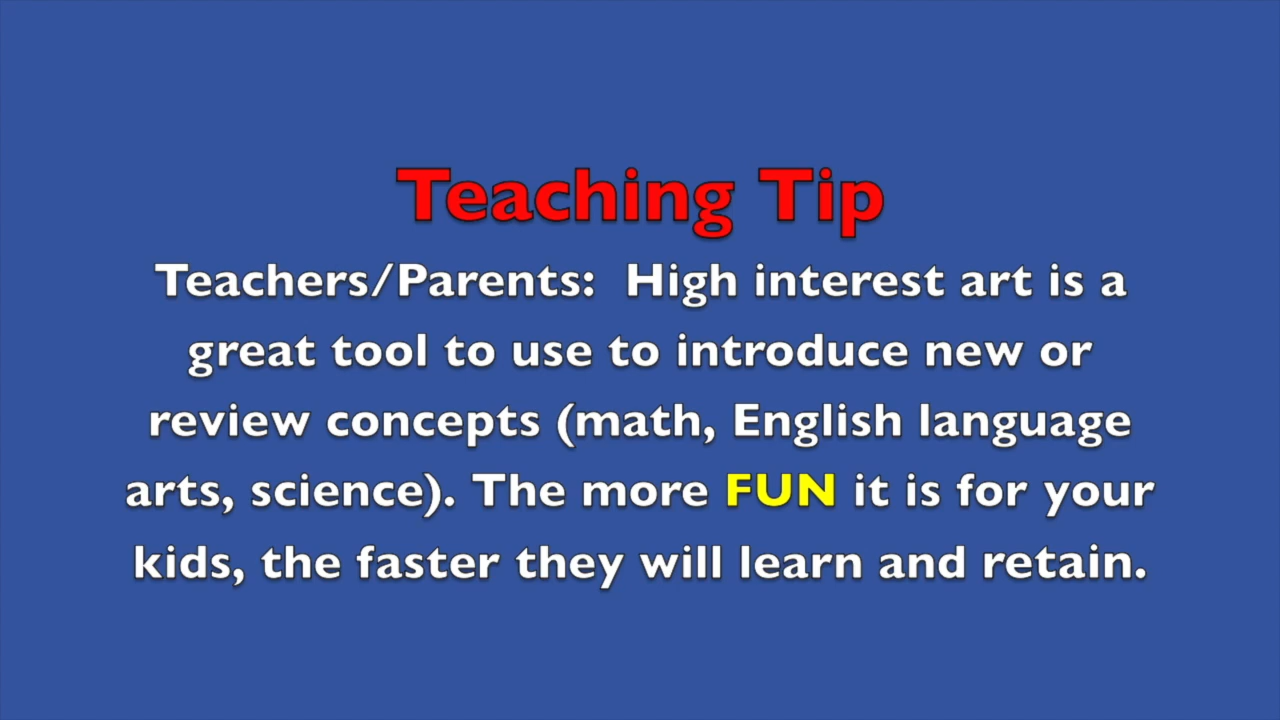 Teaching Tip
Teachers/Parents:  High interest art is a
great tool to use to introduce new or
review concepts (math, English language
arts, science). The more FUN it is for your
kids, the faster they will learn and retain.